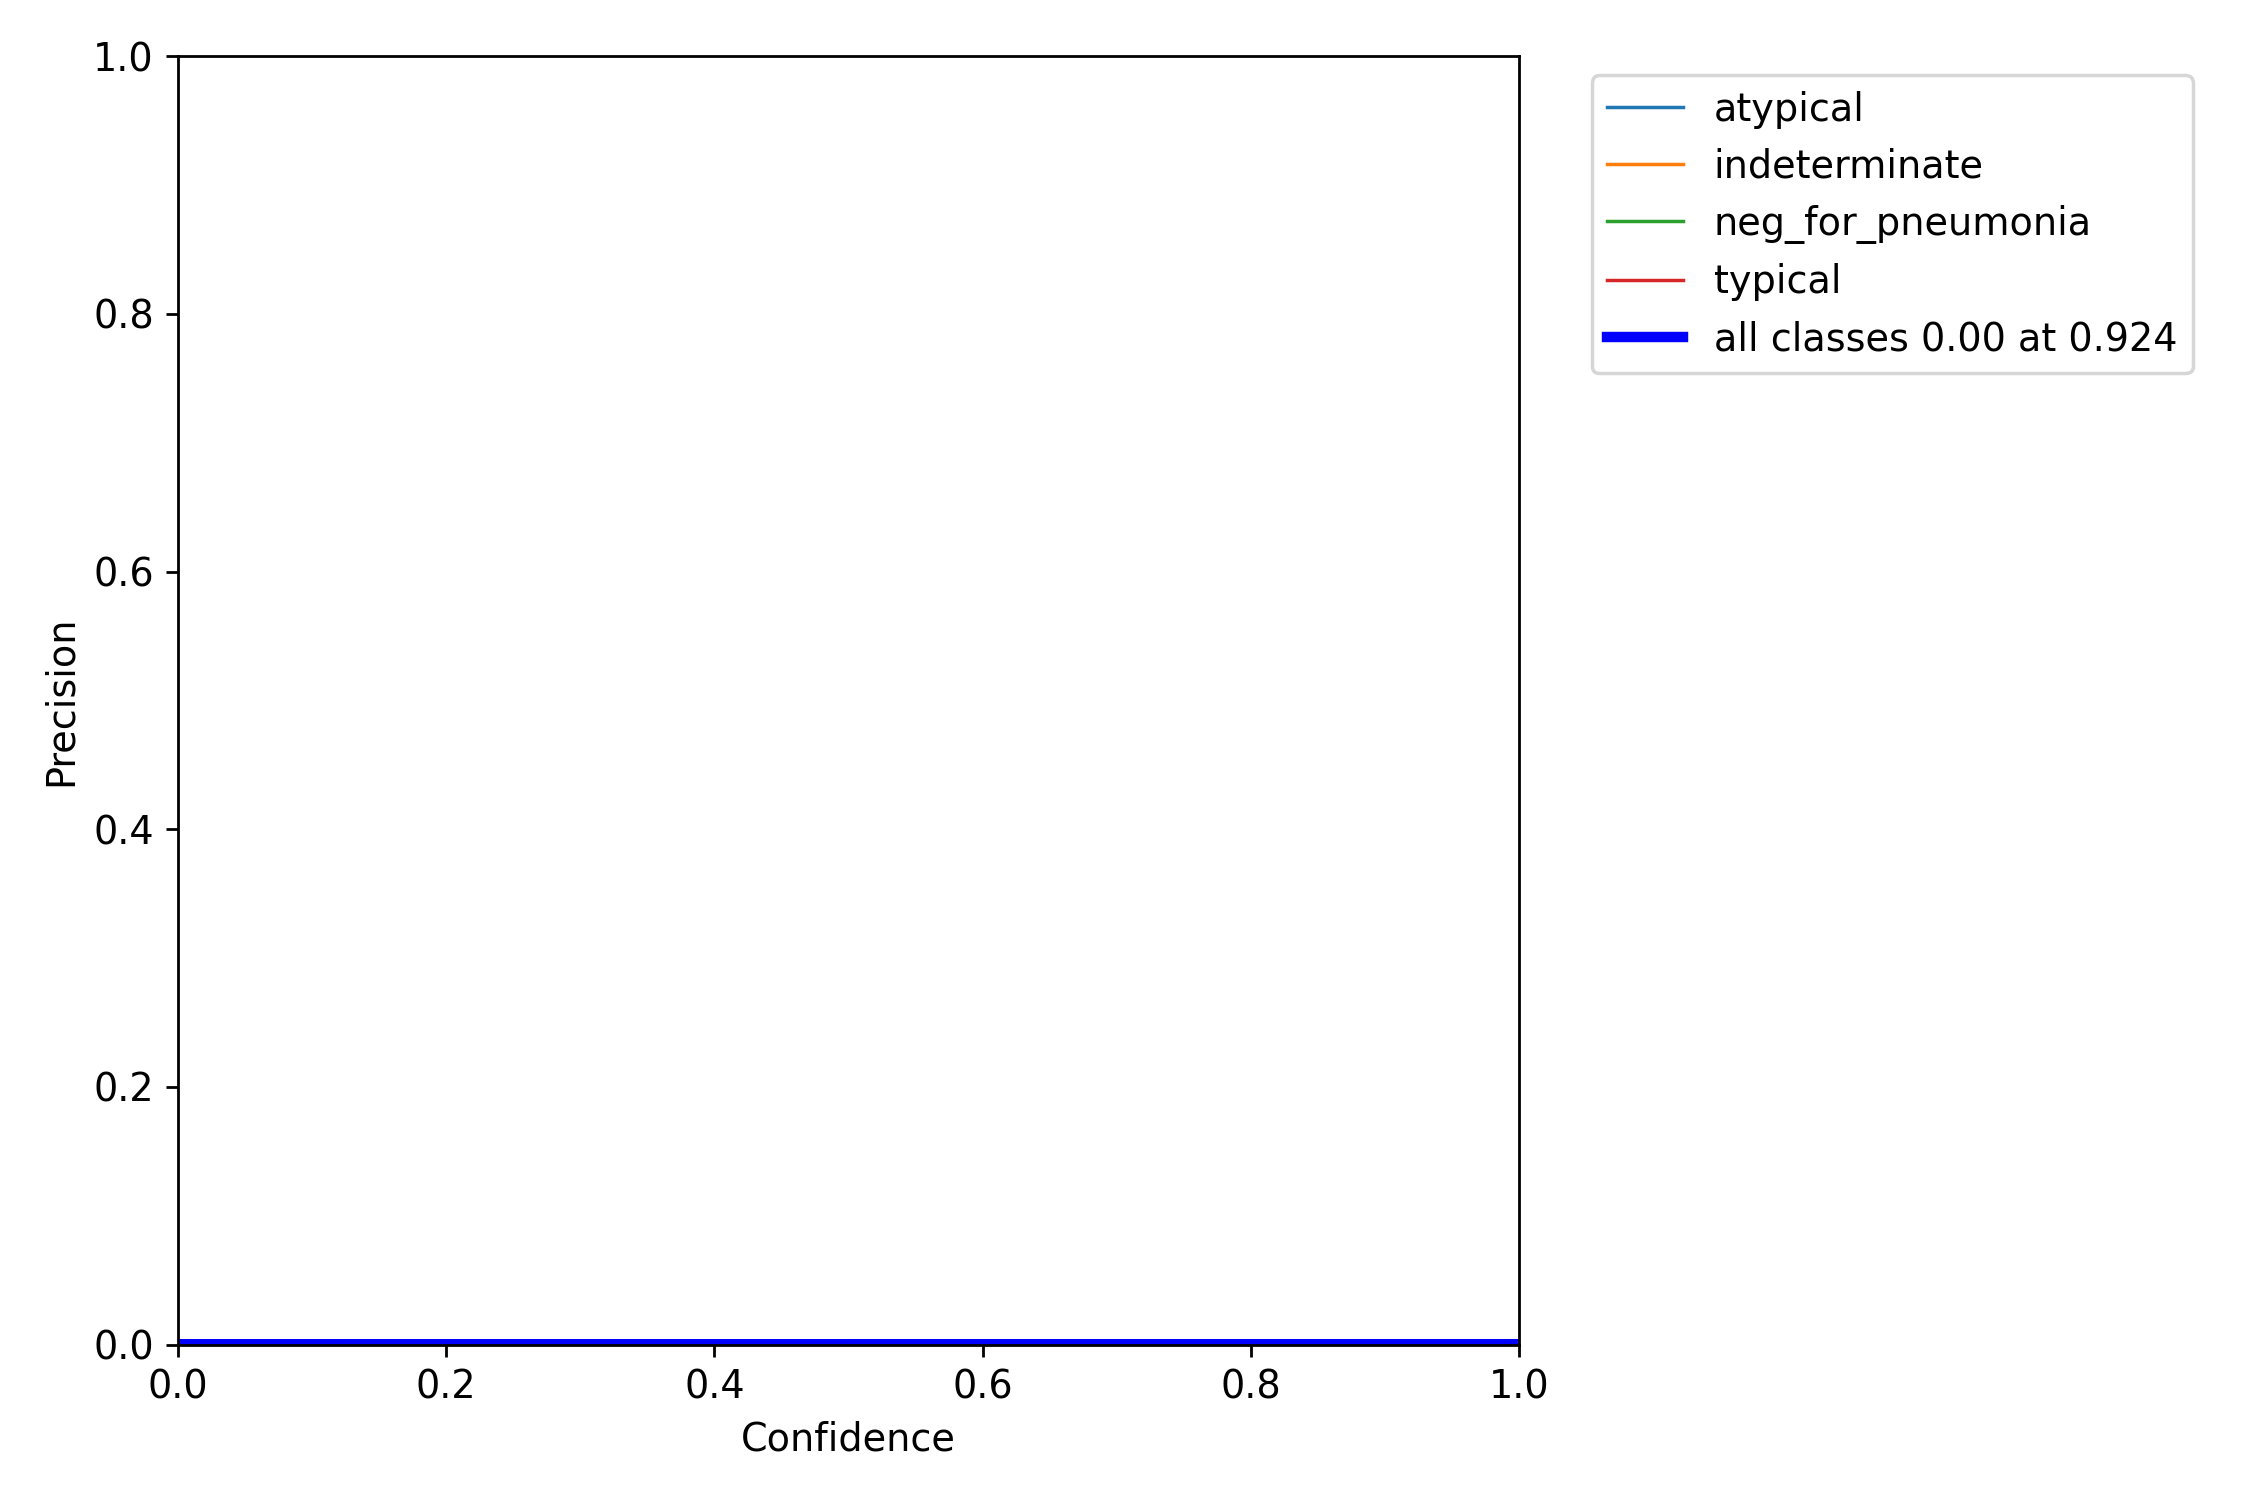 1.0
0.8
0.6
0.4
0.2
0.0
Precision
0.0 0.2 0.4 0.6 0.8 1.0
Confidence
atypical
indeterminate
neg_for_pneumonia
typical
all classes 0.00 at 0.924